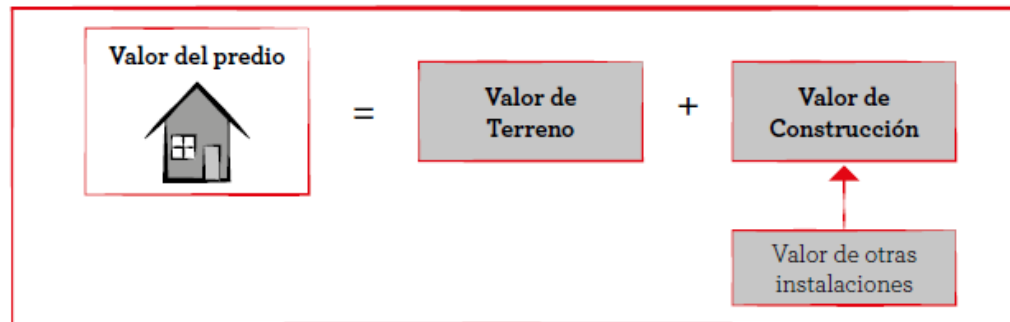 Valor del predio
=
Valor de
Terreno
+
Valor de
Construcción
Valor de otras
instalaciones